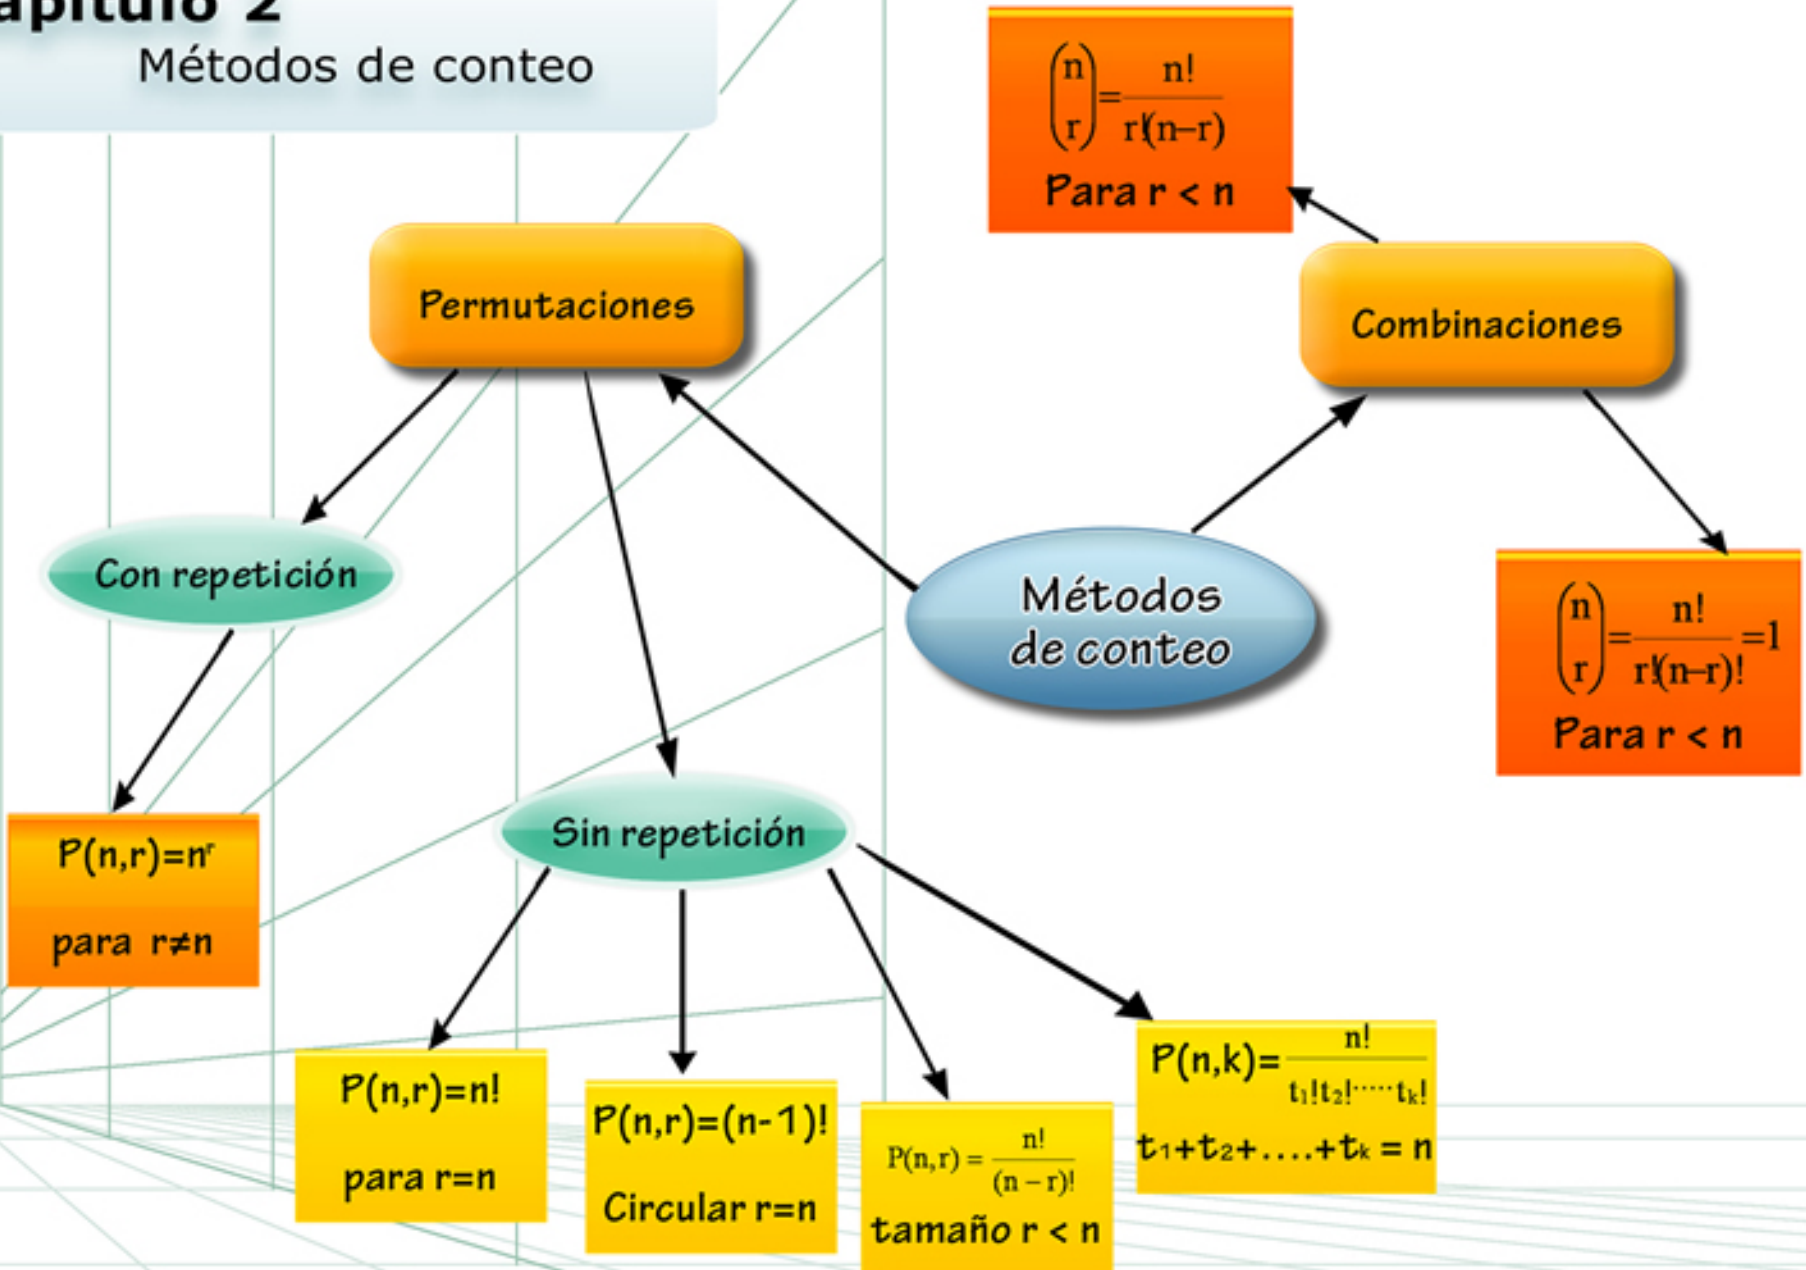 apítulo 2
Métodos de conteo
(n r) = n! / r!(n-r)
Para r < n
Permutaciones
Combinaciones
Con repetición
Métodos
de conteo
(n r) = n! / r!(n-r)! =1
Para r < n
Sin repetición
P(n,r)=nʳ
para r≠n
P(n,r)=n!
para r=n
P(n,r)=(n-1)!
Circular r=n
P(n,r) = n! / (n – r)!
tamaño r < n
P(n,k)= n! / t₁!t₂!·····tₖ!
t₁+t₂+....+tₖ = n